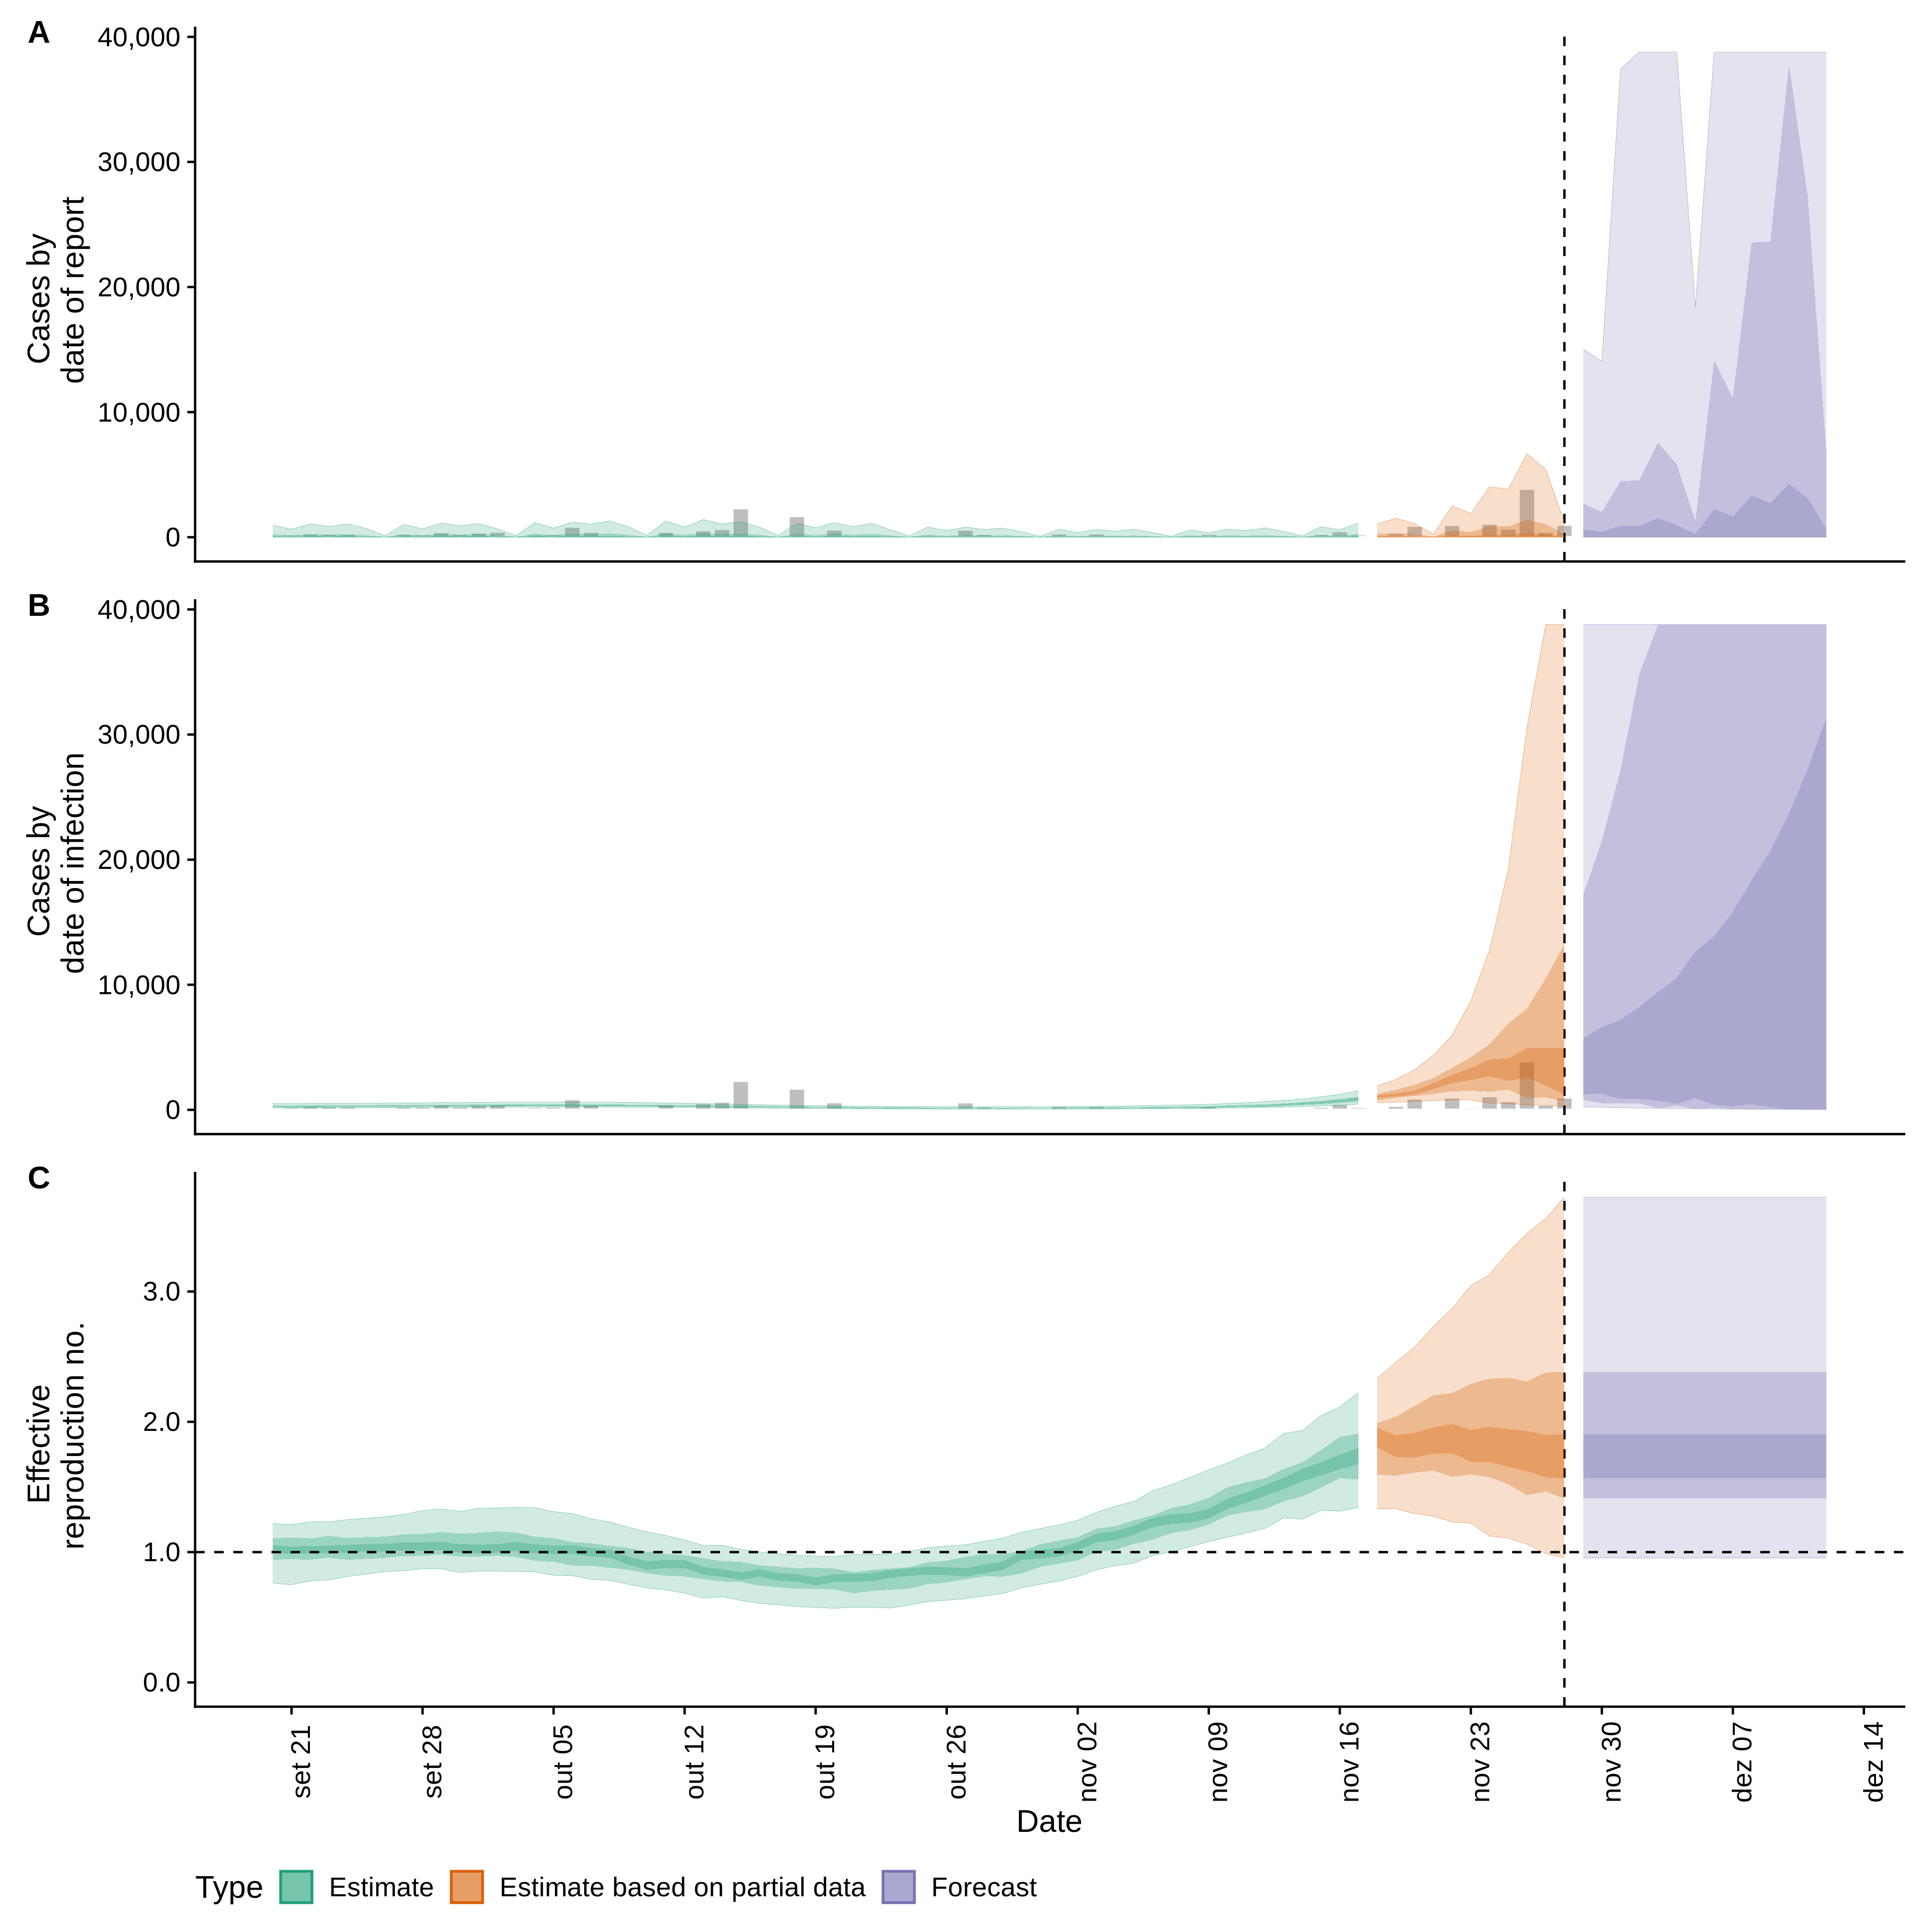 A
40,000
30,000
20,000
10,000
0
Cases by
date of report
B
40,000
30,000
20,000
10,000
0
Cases by
date of infection
C
3.0
2.0
1.0
0.0
Effective
reproduction no.
set 21
set 28
out 05
out 12
out 19
out 26
nov 02
nov 09
nov 16
nov 23
nov 30
dez 07
dez 14
Date
Type Estimate Estimate based on partial data Forecast